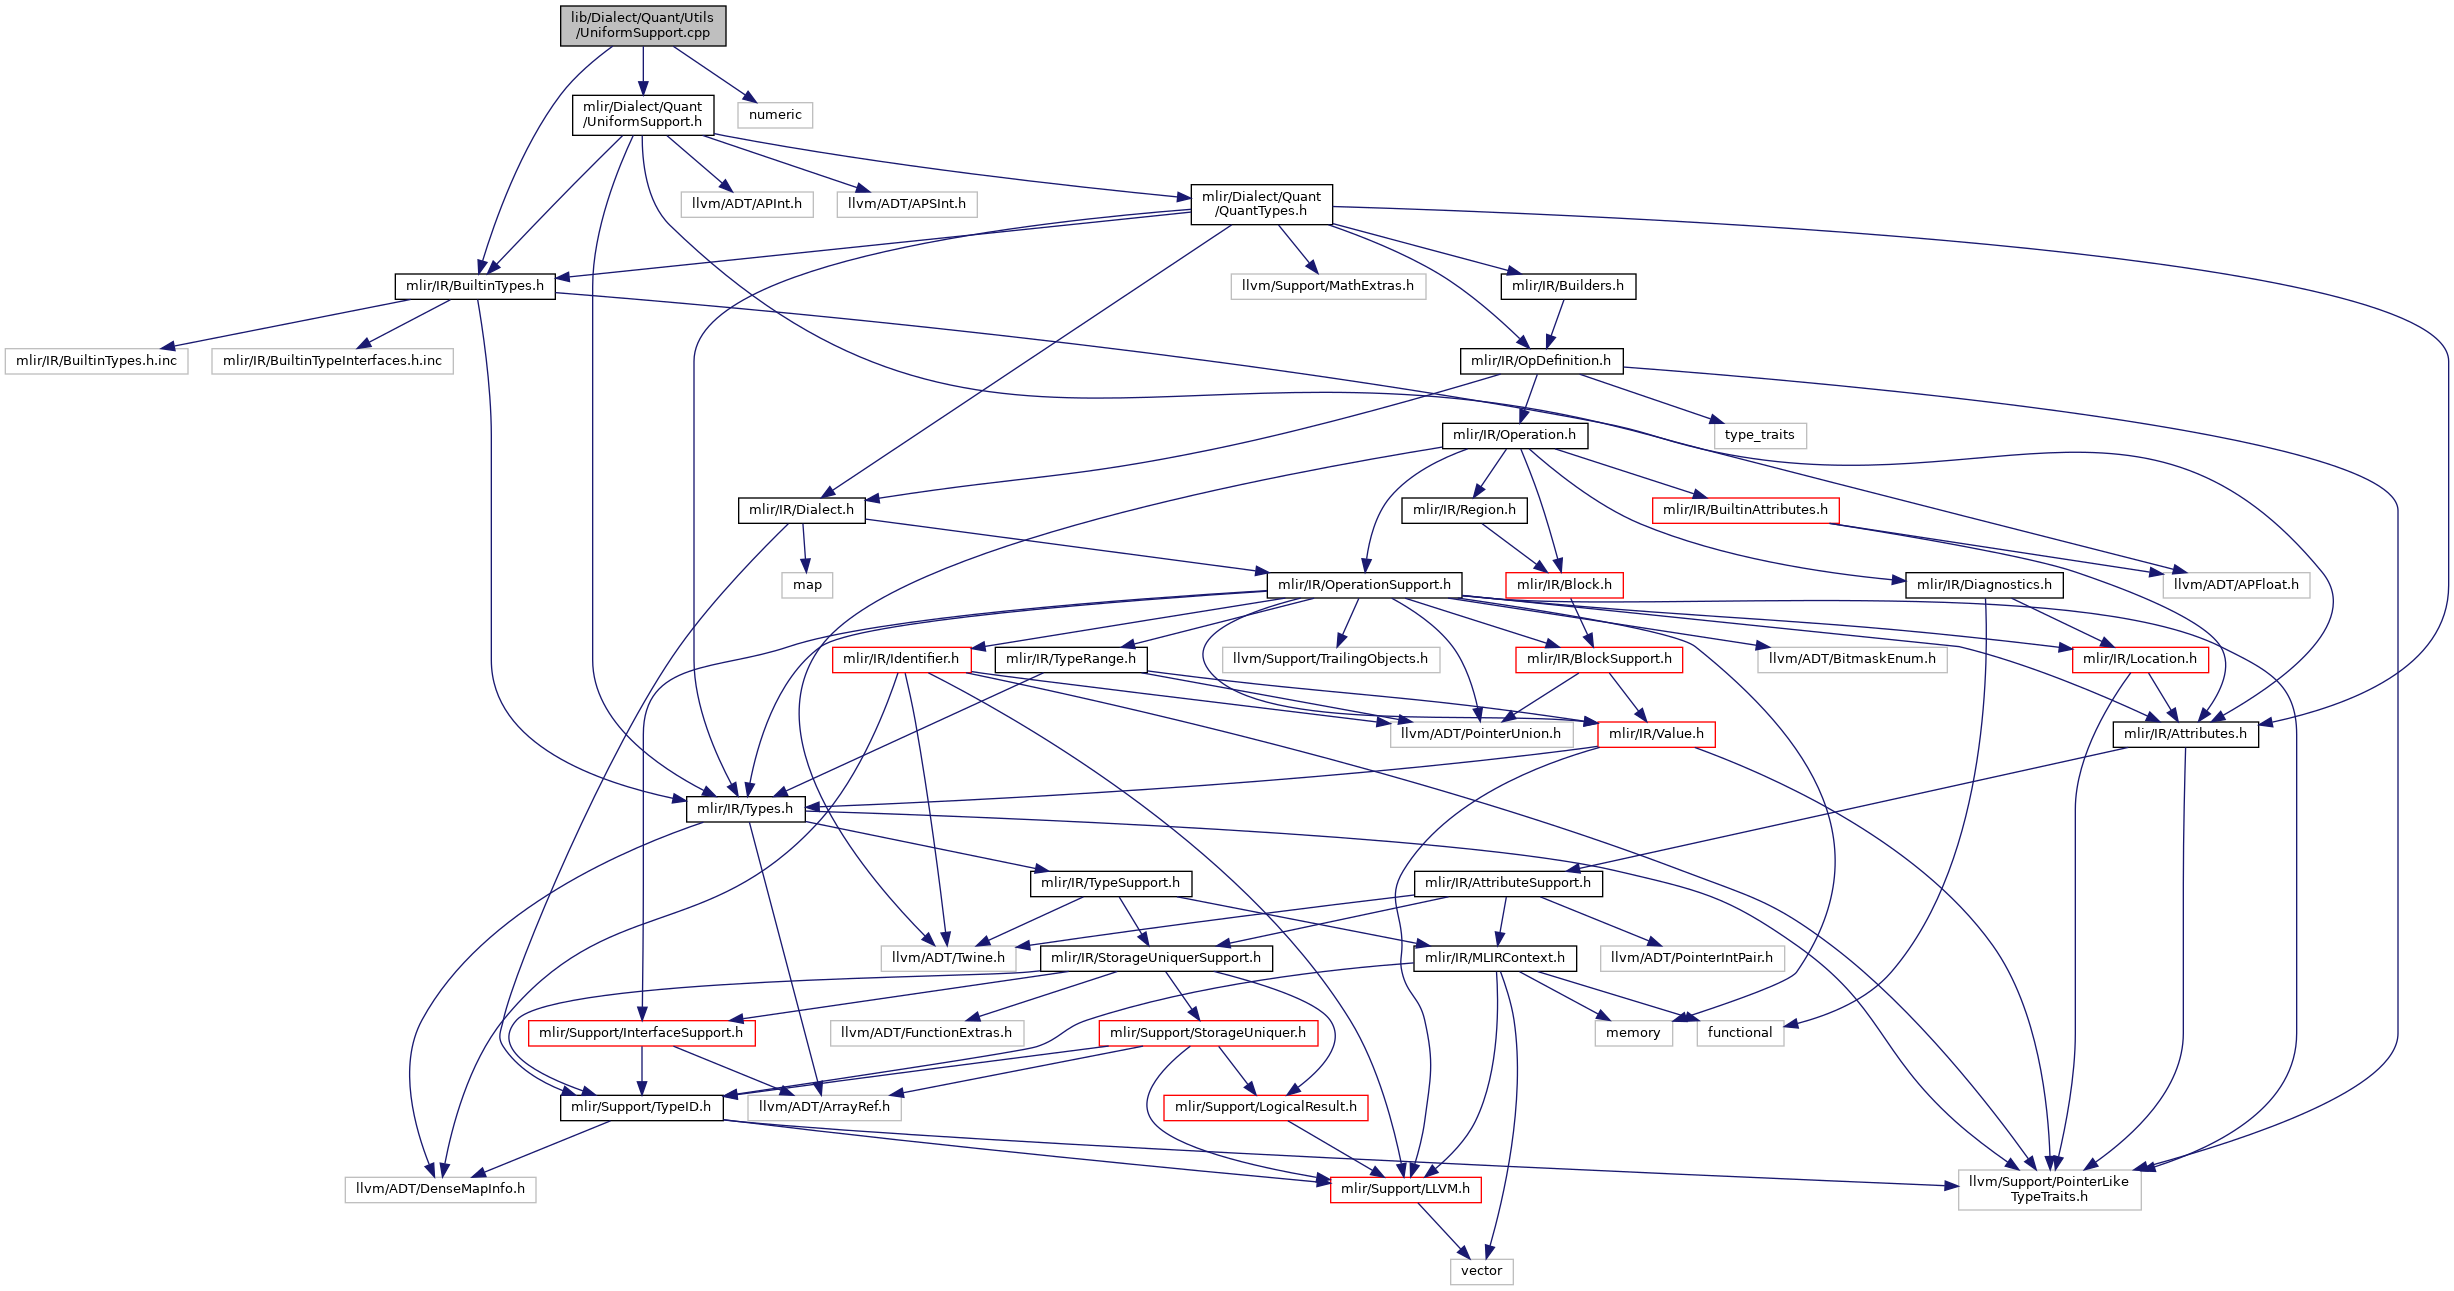 lib/Dialect/Quant/Utils
/UniformSupport.cpp
mlir/Dialect/Quant
/UniformSupport.h
numeric
llvm/ADT/APInt.h
llvm/ADT/APSInt.h
mlir/Dialect/Quant
/QuantTypes.h
mlir/IR/BuiltinTypes.h
llvm/Support/MathExtras.h
mlir/IR/Builders.h
mlir/IR/BuiltinTypes.h.inc
mlir/IR/BuiltinTypeInterfaces.h.inc
mlir/IR/OpDefinition.h
mlir/IR/Operation.h
type_traits
mlir/IR/Dialect.h
mlir/IR/Region.h
mlir/IR/BuiltinAttributes.h
map
mlir/IR/OperationSupport.h
mlir/IR/Block.h
mlir/IR/Diagnostics.h
llvm/ADT/APFloat.h
mlir/IR/Identifier.h
mlir/IR/TypeRange.h
llvm/Support/TrailingObjects.h
mlir/IR/BlockSupport.h
llvm/ADT/BitmaskEnum.h
mlir/IR/Location.h
llvm/ADT/PointerUnion.h
mlir/IR/Value.h
mlir/IR/Attributes.h
mlir/IR/Types.h
mlir/IR/TypeSupport.h
mlir/IR/AttributeSupport.h
llvm/ADT/Twine.h
mlir/IR/StorageUniquerSupport.h
mlir/IR/MLIRContext.h
llvm/ADT/PointerIntPair.h
mlir/Support/InterfaceSupport.h
llvm/ADT/FunctionExtras.h
mlir/Support/StorageUniquer.h
memory
functional
mlir/Support/TypeID.h
llvm/ADT/ArrayRef.h
mlir/Support/LogicalResult.h
llvm/ADT/DenseMapInfo.h
mlir/Support/LLVM.h
llvm/Support/PointerLike
TypeTraits.h
vector